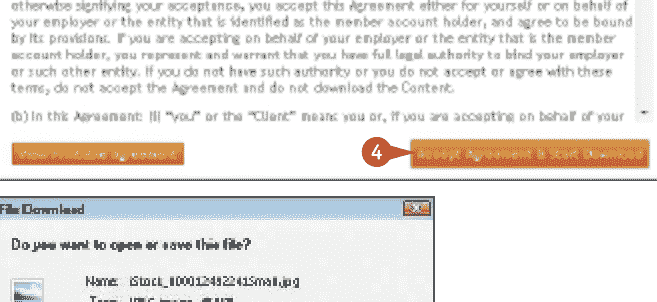 otherwise signifying your acceptance, you accept this Agreement either for yourself or on behalf of
your employer or the entity that is identified as the member account holder, and agree to be bound
by its provisions. If you are accepting on behalf of your employer or the entity that is the member
account holder, you represent and warrant that you have full legal authority to bind your employer
or such other entity. If you do not have such authority or you do not accept or agree with these
terms, do not accept the Agreement and do not download the Content.
(b) In this Agreement: (i) "you" or the "Client" means you or, if you are accepting on behalf of your
4
Accept Agreement & Start Download
File Download
Do you want to open or save this file?
Name: